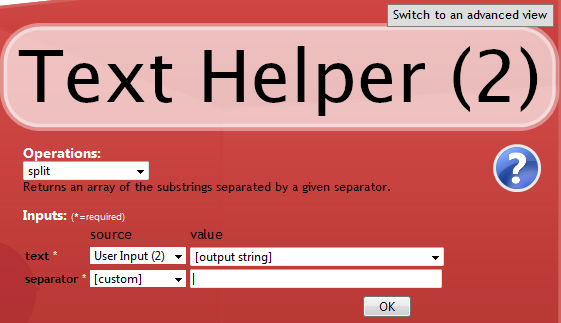 Switch to an advanced view
Text Helper (2)
Operations:
split
Returns an array of the substrings separated by a given separator.
?
Inputs: (*=required)
source value
text * User Input (2) [output string]
separator * [custom]
OK